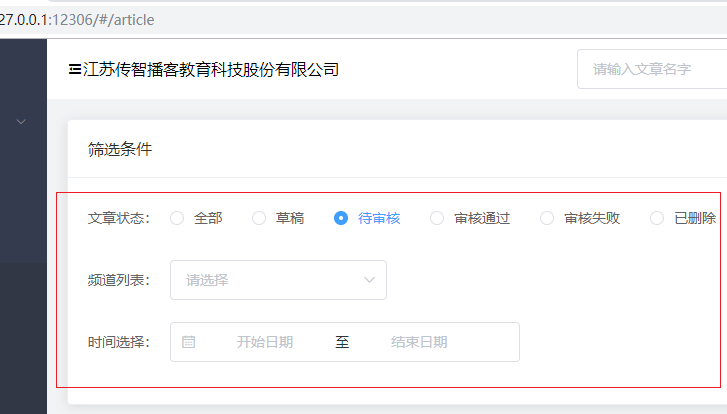 27.0.0.1:12306/#/article
江苏传智播客教育科技股份有限公司 请输入文章名字
筛选条件
文章状态： 全部 草稿 待审核 审核通过 审核失败 已删除
频道列表： 请选择
时间选择： 开始日期 至 结束日期